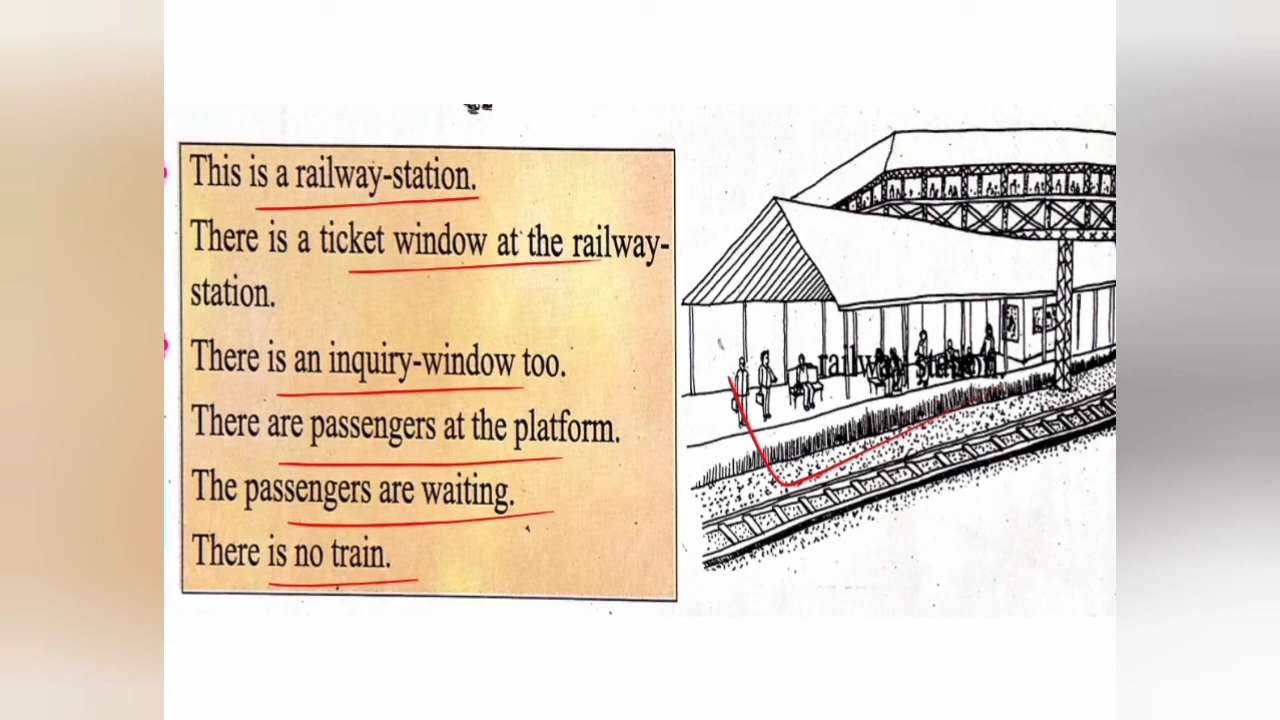 This is a railway-station.
There is a ticket window at the railway-
station.
There is an inquiry-window too.
There are passengers at the platform.
The passengers are waiting.
There is no train.
railway